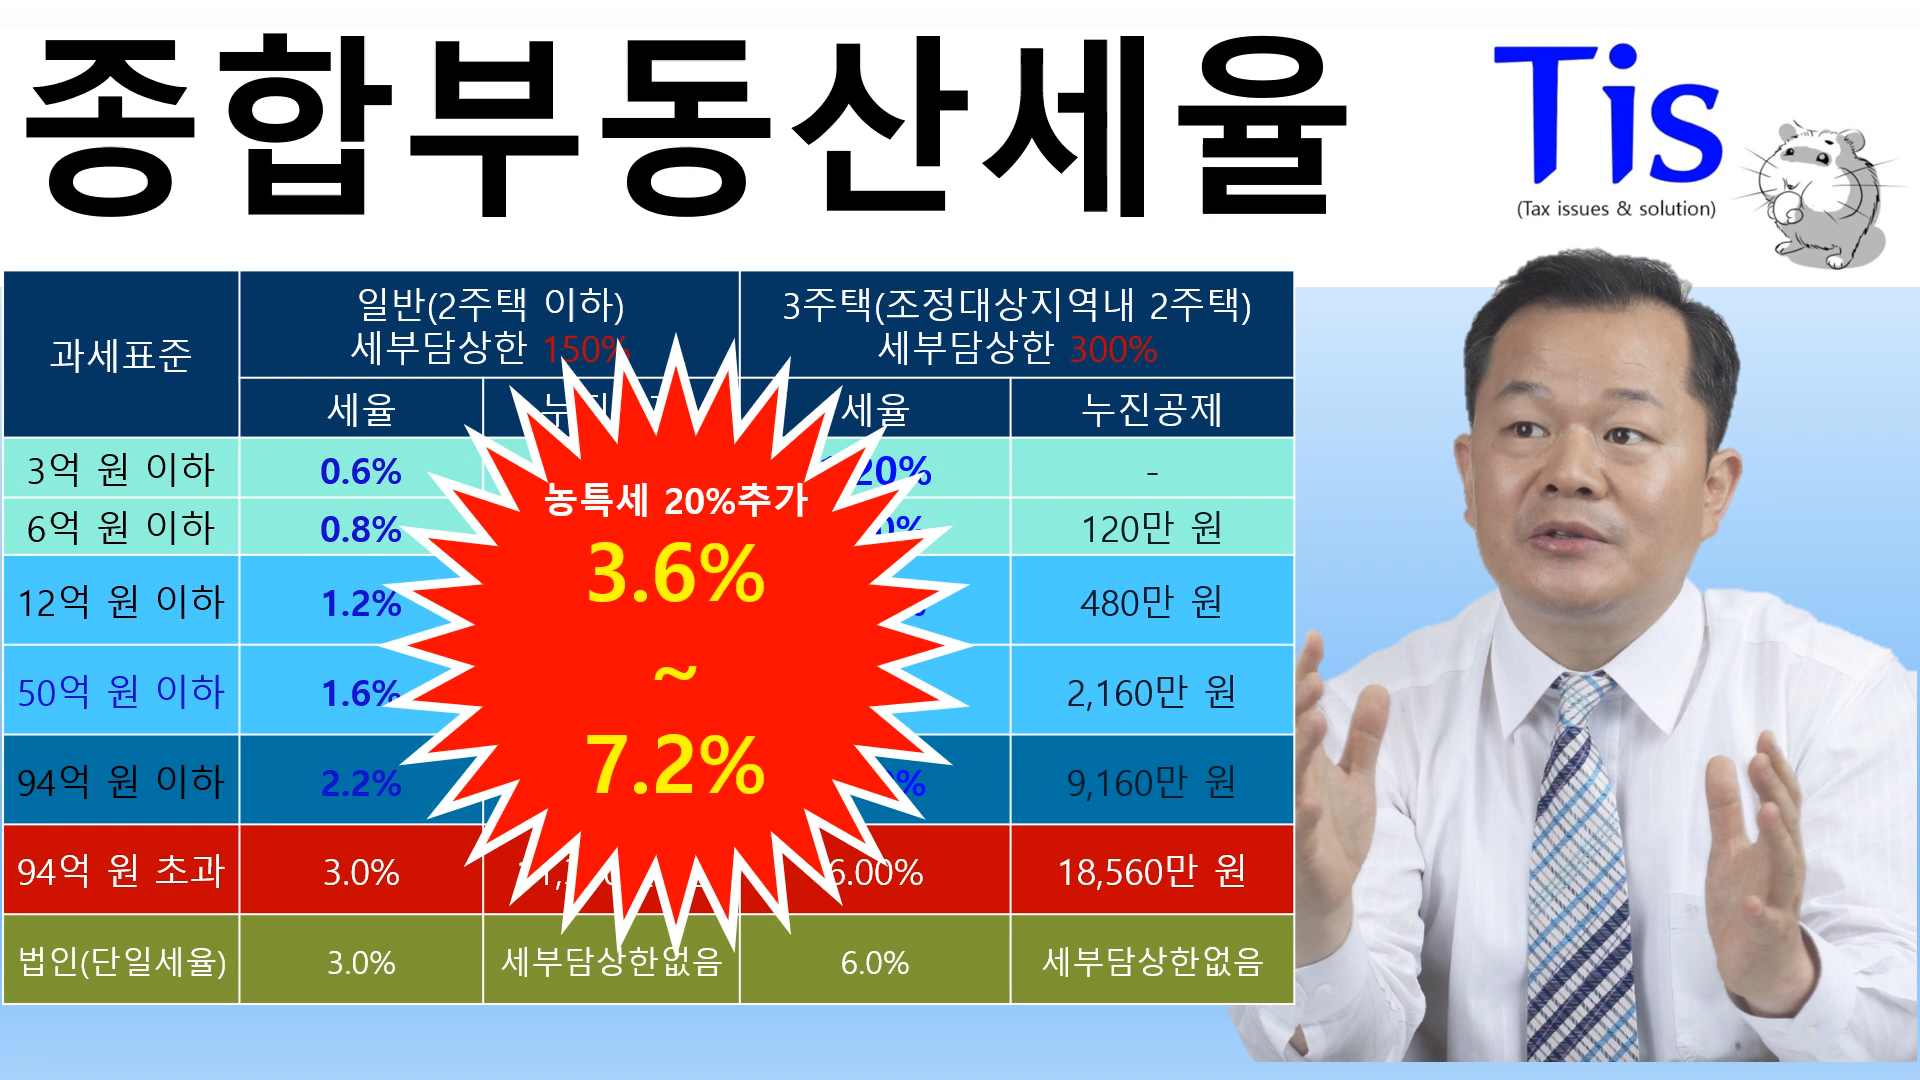 종합부동산세율
Tis
(Tax issues & solution)
과세표준
일반(2주택 이하)
세부담상한 150%
3주택(조정대상지역내 2주택)
세부담상한 300%
세율
세율
누진공제
3억 원 이하
0.6%
20%
-
6억 원 이하
0.8%
0%
120만 원
12억 원 이하
1.2%
480만 원
50억 원 이하
1.6%
2,160만 원
94억 원 이하
2.2%
%
9,160만 원
94억 원 초과
3.0%
6.00%
18,560만 원
법인(단일세율)
3.0%
세부담상한없음
6.0%
세부담상한없음
농특세 20%추가
3.6%
~
7.2%